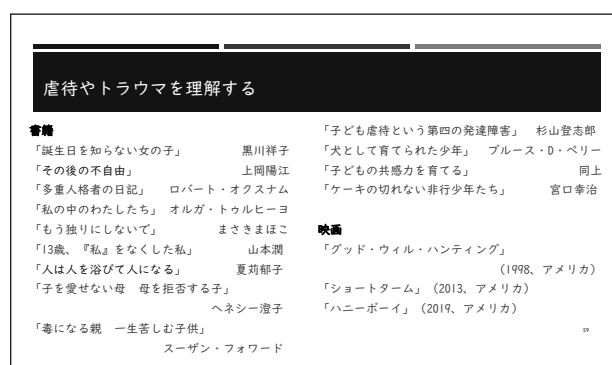 虐待やトラウマを理解する
書籍
「誕生日を知らない女の子」 黒川祥子
「その後の不自由」 上岡陽江
「多重人格者の日記」 ロバート・オクスナム
「私の中のわたしたち」 オルガ・トゥルヒーヨ
「もう独りにしないで」 まさきまほこ
「13歳、『私』をなくした私」 山本潤
「人は人を浴びて人になる」 夏苅郁子
「子を愛せない母 母を拒否する子」
ヘネシー澄子
「毒になる親 一生苦しむ子供」
スーザン・フォワード
「子ども虐待という第四の発達障害」 杉山登志郎
「犬として育てられた少年」 ブルース・D・ペリー
「子どもの共感力を育てる」 同上
「ケーキの切れない非行少年たち」 宮口幸治
映画
「グッド・ウィル・ハンティング」
(1998、アメリカ)
「ショートターム」(2013、アメリカ)
「ハニーボーイ」(2019、アメリカ)
59